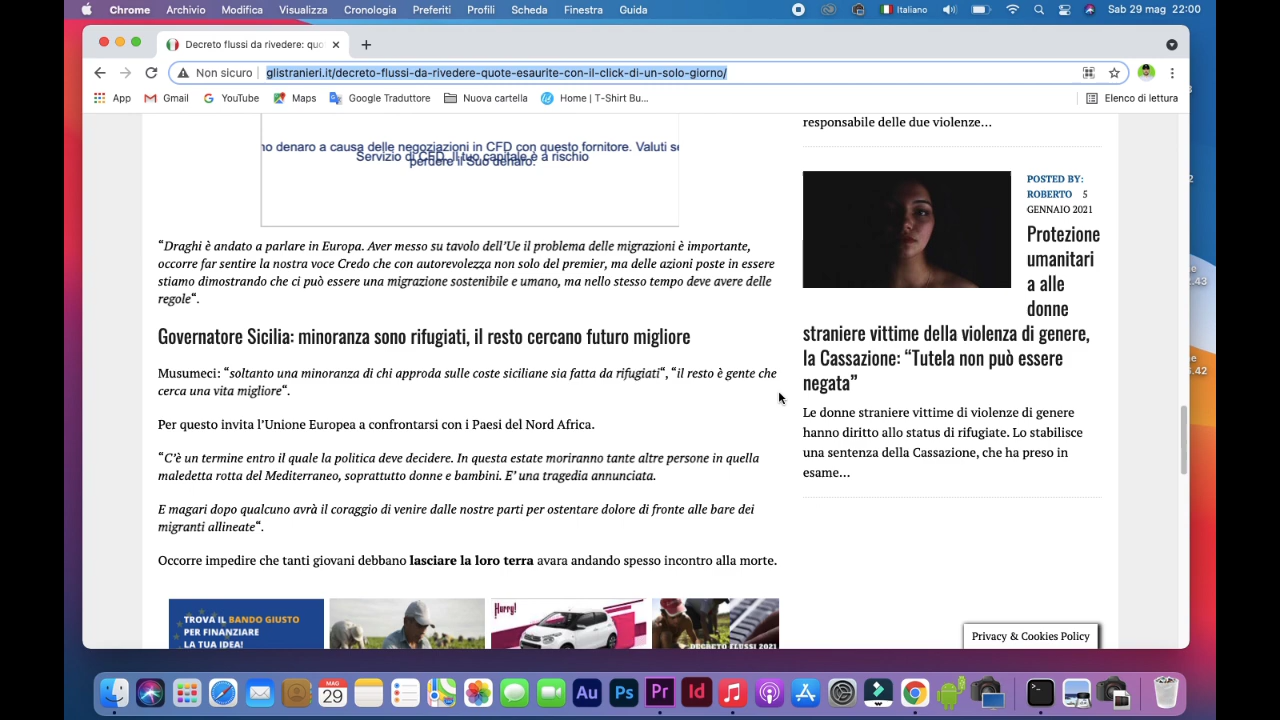 Chrome Archivio Modifica Visualizza Cronologia Preferiti Profili Scheda Finestra Guida Italiano Sab 29 mag 22:00
Decreto flussi da rivedere: quo
Non sicuro glistranieri.it/decreto-flussi-da-rivedere-quote-esaurite-con-il-click-di-un-solo-giorno/
App Gmail YouTube Maps Google Traduttore Nuova cartella Home | T-Shirt Bu... Elenco di lettura
no denaro a causa delle negoziazioni in CFD con questo fornitore. Valuti se
Servizio di CFD. Il tuo capitale è a rischio
perdere il Suo denaro.
“Draghi è andato a parlare in Europa. Aver messo su tavolo dell’Ue il problema delle migrazioni è importante,
occorre far sentire la nostra voce Credo che con autorevolezza non solo del premier, ma delle azioni poste in essere
stiamo dimostrando che ci può essere una migrazione sostenibile e umano, ma nello stesso tempo deve avere delle
regole“.
Governatore Sicilia: minoranza sono rifugiati, il resto cercano futuro migliore
Musumeci: “soltanto una minoranza di chi approda sulle coste siciliane sia fatta da rifugiati“, “il resto è gente che
cerca una vita migliore“.
Per questo invita l’Unione Europea a confrontarsi con i Paesi del Nord Africa.
“C’è un termine entro il quale la politica deve decidere. In questa estate moriranno tante altre persone in quella
maledetta rotta del Mediterraneo, soprattutto donne e bambini. E’ una tragedia annunciata.
E magari dopo qualcuno avrà il coraggio di venire dalle nostre parti per ostentare dolore di fronte alle bare dei
migranti allineate“.
Occorre impedire che tanti giovani debbano lasciare la loro terra avara andando spesso incontro alla morte.
TROVA IL BANDO GIUSTO
PER FINANZIARE
LA TUA IDEA!
Hurry!
DECRETO FLUSSI 2021
responsabile delle due violenze…
POSTED BY:
ROBERTO 5
GENNAIO 2021
Protezione
umanitari
a alle
donne
straniere vittime della violenza di genere,
la Cassazione: “Tutela non può essere
negata”
Le donne straniere vittime di violenze di genere
hanno diritto allo status di rifugiate. Lo stabilisce
una sentenza della Cassazione, che ha preso in
esame…
Privacy & Cookies Policy
2
e
.43
e
.42
MAG
29
Au Ps Pr Id